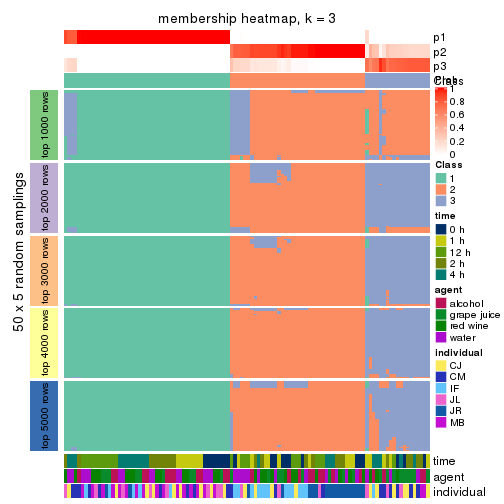 membership heatmap, k = 3
p1
p2
p3
Class
Prob
1
0.8
0.6
0.4
0.2
0
Class
1
2
3
time
0 h
1 h
12 h
2 h
4 h
agent
alcohol
grape juice
red wine
water
individual
CJ
CM
IF
JL
JR
MB
50 x 5 random samplings
top 1000 rows
top 2000 rows
top 3000 rows
top 4000 rows
top 5000 rows
time
agent
individual